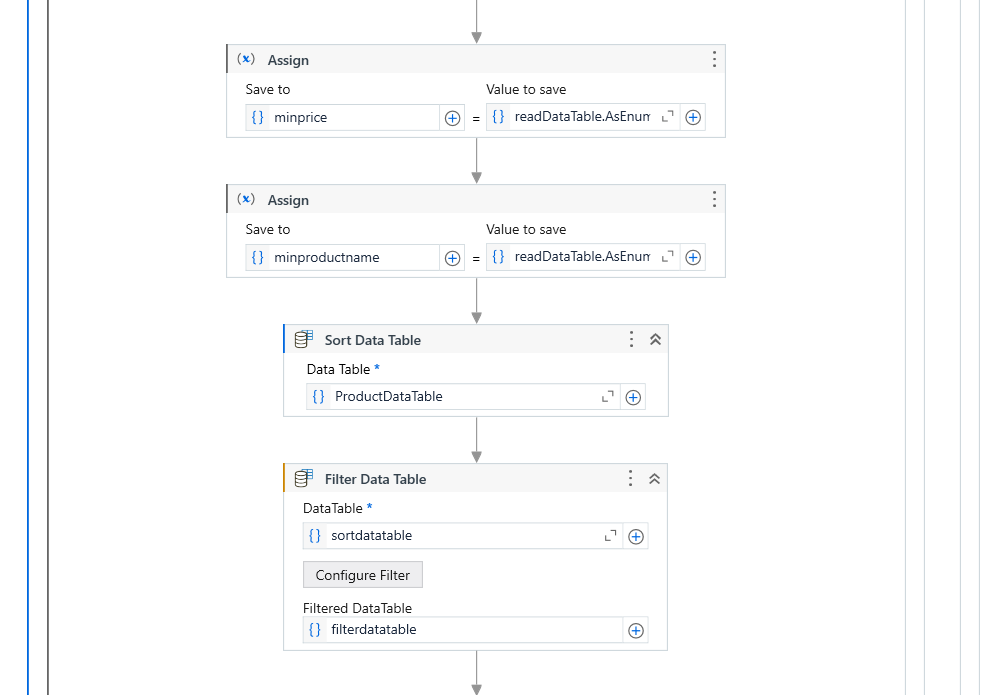 (x) Assign
Save to Value to save
{} minprice = {} readDataTable.AsEnum
(x) Assign
Save to Value to save
{} minproductname = {} readDataTable.AsEnum
Sort Data Table
Data Table *
{} ProductDataTable
Filter Data Table
DataTable *
{} sortdatatable
Configure Filter
Filtered DataTable
{} filterdatatable